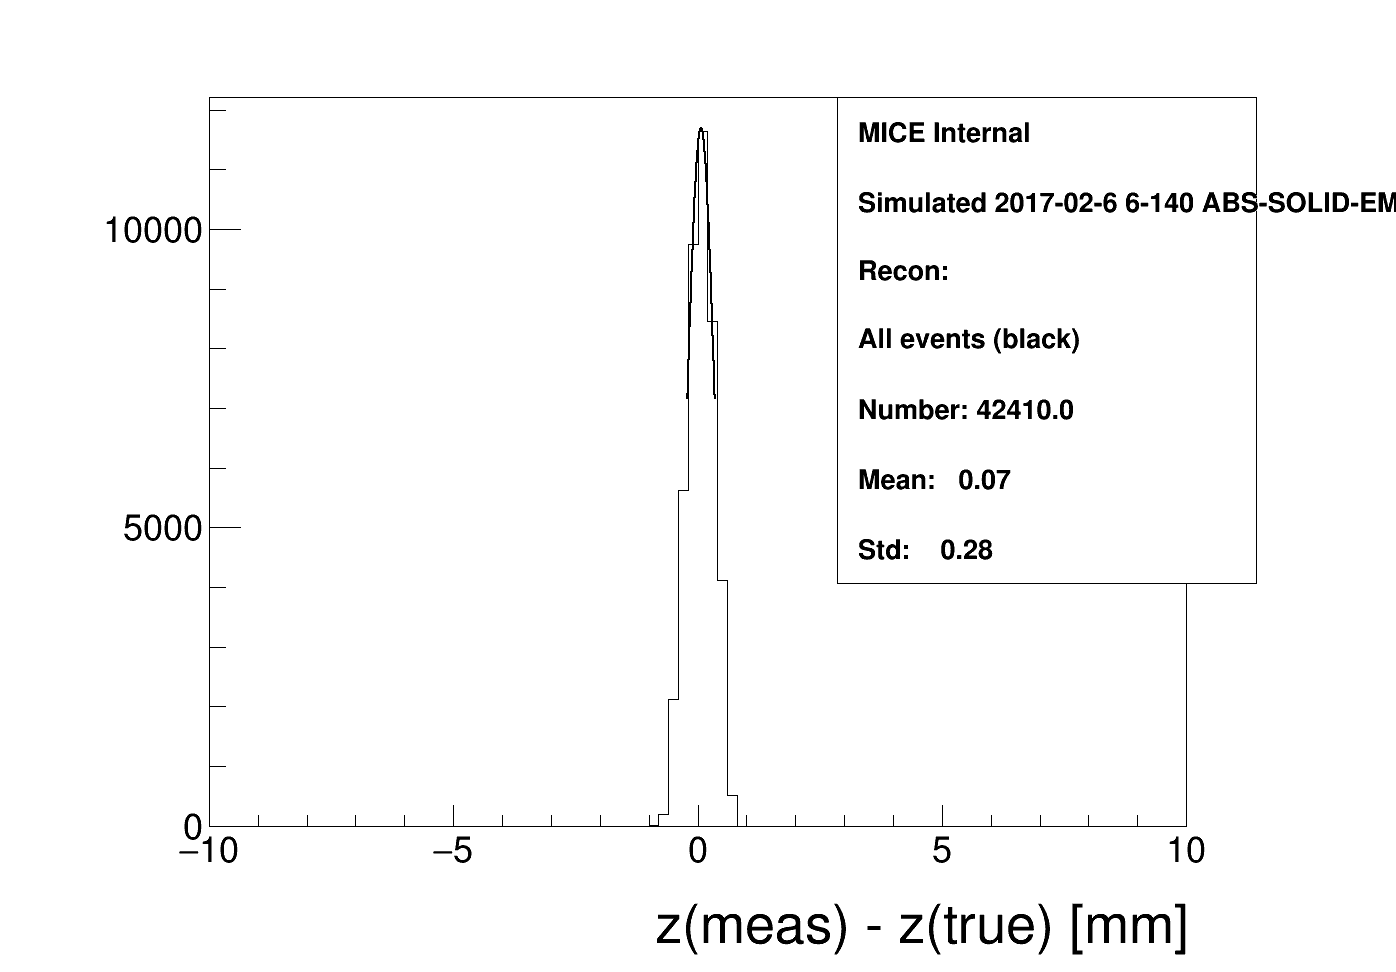 MICE Internal
Simulated 2017-02-6 6-140 ABS-SOLID-EM
Recon:
All events (black)
Number: 42410.0
Mean: 0.07
Std: 0.28
10000
5000
0
−10 −5 0 5 10
z(meas) - z(true) [mm]